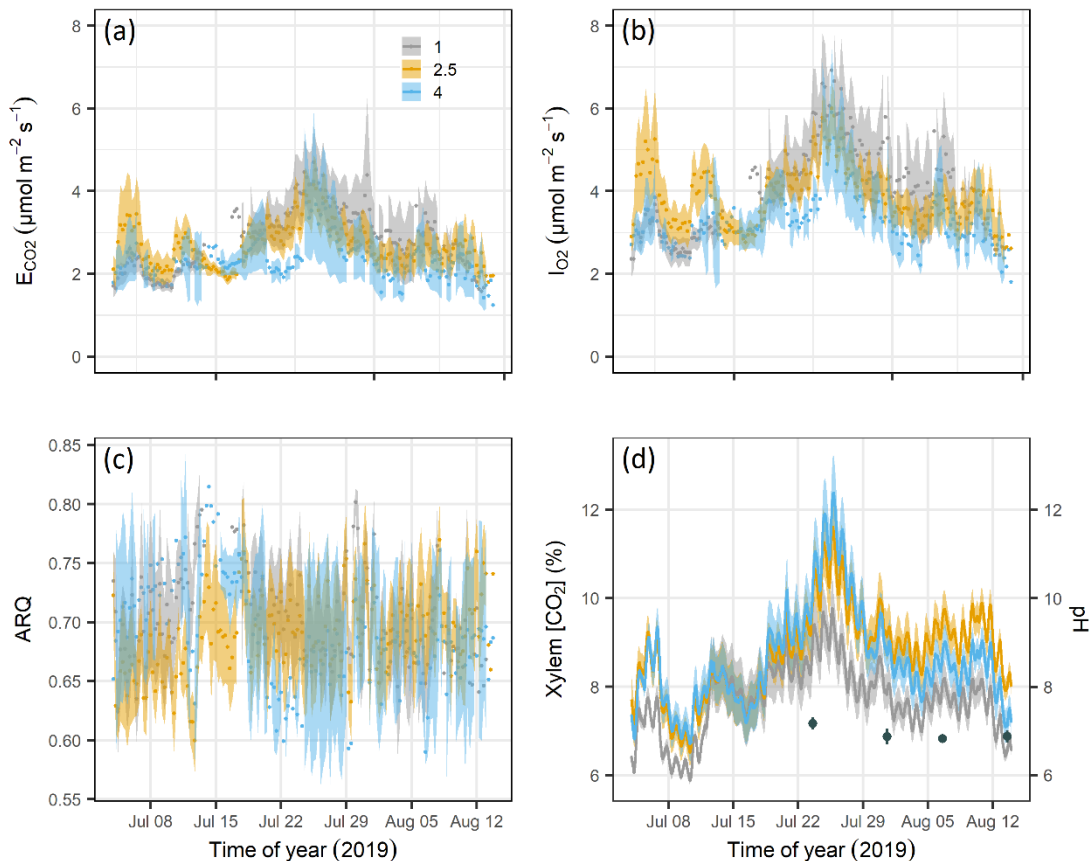 (a)
1
2.5
4
8
6
4
2
0
E_CO2 (μmol m⁻² s⁻¹)
(b)
8
6
4
2
0
I_O2 (μmol m⁻² s⁻¹)
(c)
0.85
0.80
0.75
0.70
0.65
0.60
0.55
ARQ
Jul 08 Jul 15 Jul 22 Jul 29 Aug 05 Aug 12
Time of year (2019)
(d)
12
10
8
6
Xylem [CO₂] (%)
12
10
8
6
pH
Jul 08 Jul 15 Jul 22 Jul 29 Aug 05 Aug 12
Time of year (2019)